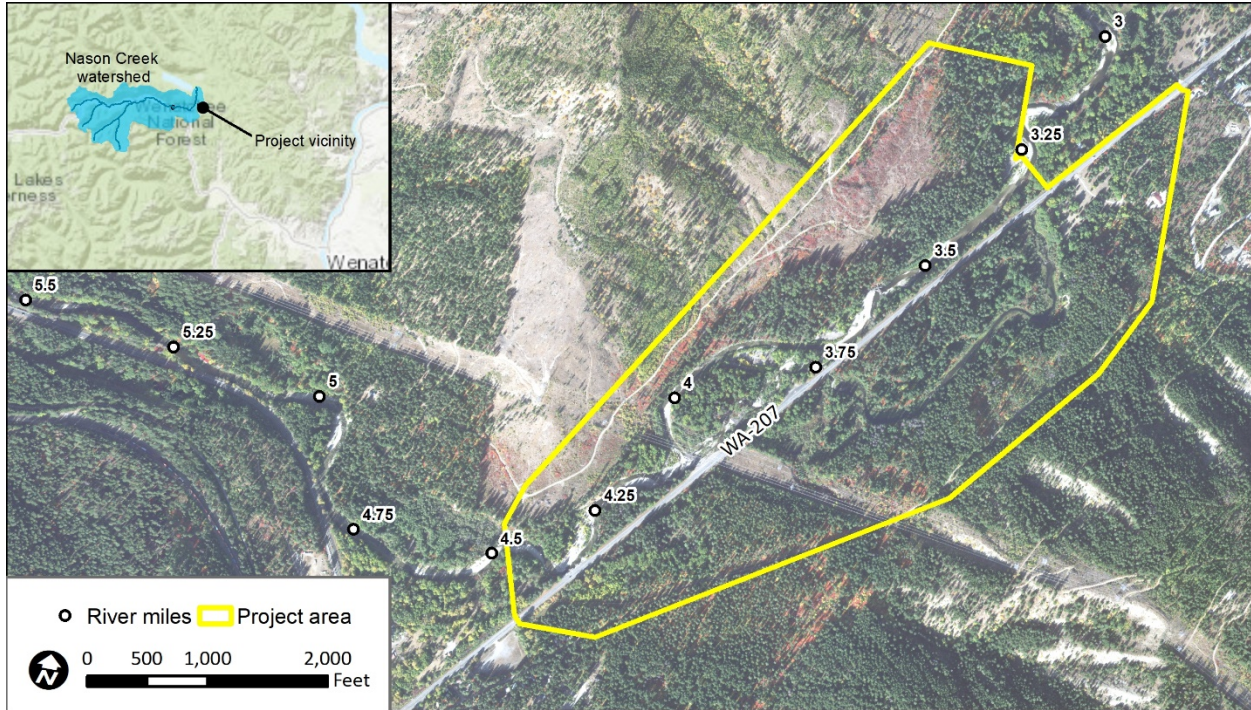 Nason Creek
watershed
Wenatchee
National
Forest
Project vicinity
Lakes
erness
Wenat
3
3.25
3.5
3.75
4
WA-207
4.25
4.5
4.75
5
5.25
5.5
River miles
Project area
N
0 500 1,000 2,000
Feet